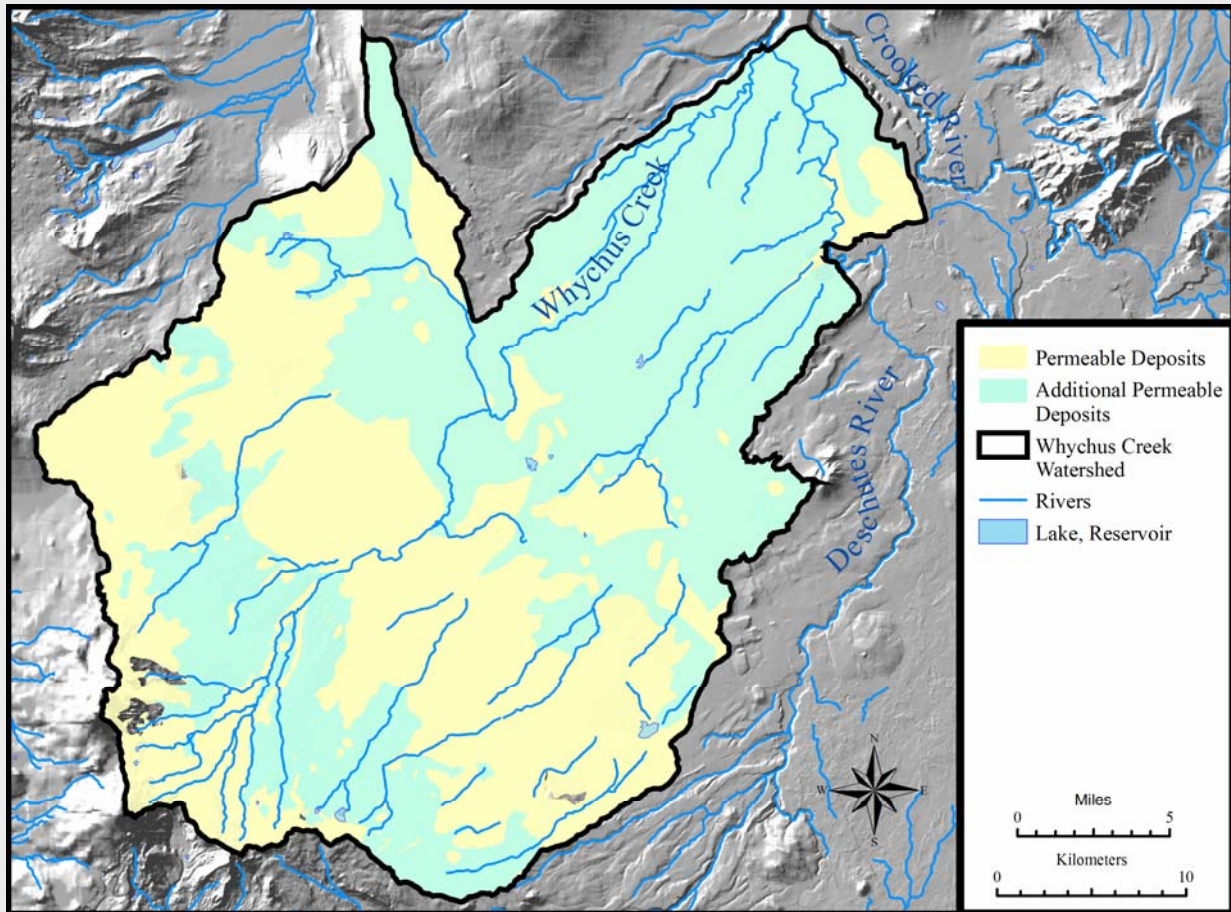 Crooked River
Whychus Creek
Deschutes River
Permeable Deposits
Additional Permeable
Deposits
Whychus Creek
Watershed
Rivers
Lake, Reservoir
N
W E
S
Miles
0 5
Kilometers
0 10